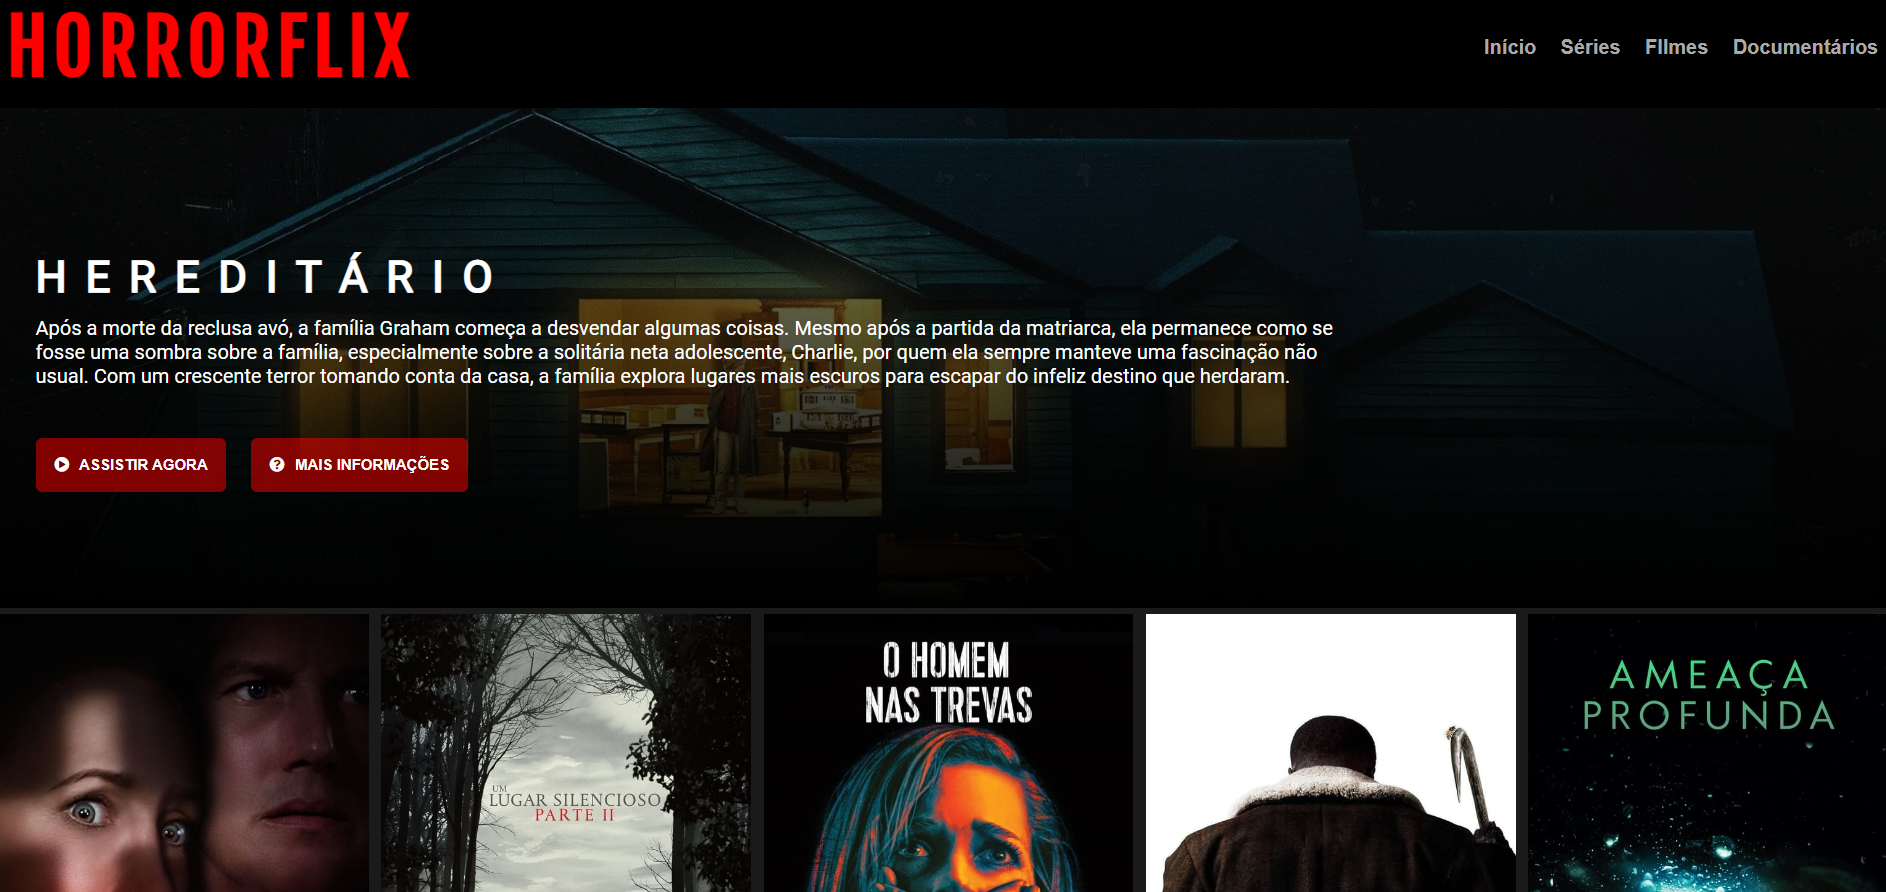 HORRORFLIX
Início Séries FIlmes Documentários
HEREDITÁRIO
Após a morte da reclusa avó, a família Graham começa a desvendar algumas coisas. Mesmo após a partida da matriarca, ela permanece como se
fosse uma sombra sobre a família, especialmente sobre a solitária neta adolescente, Charlie, por quem ela sempre manteve uma fascinação não
usual. Com um crescente terror tomando conta da casa, a família explora lugares mais escuros para escapar do infeliz destino que herdaram.
ASSISTIR AGORA
MAIS INFORMAÇÕES
UM
LUGAR SILENCIOSO
PARTE II
O HOMEM
NAS TREVAS
AMEAÇA
PROFUNDA